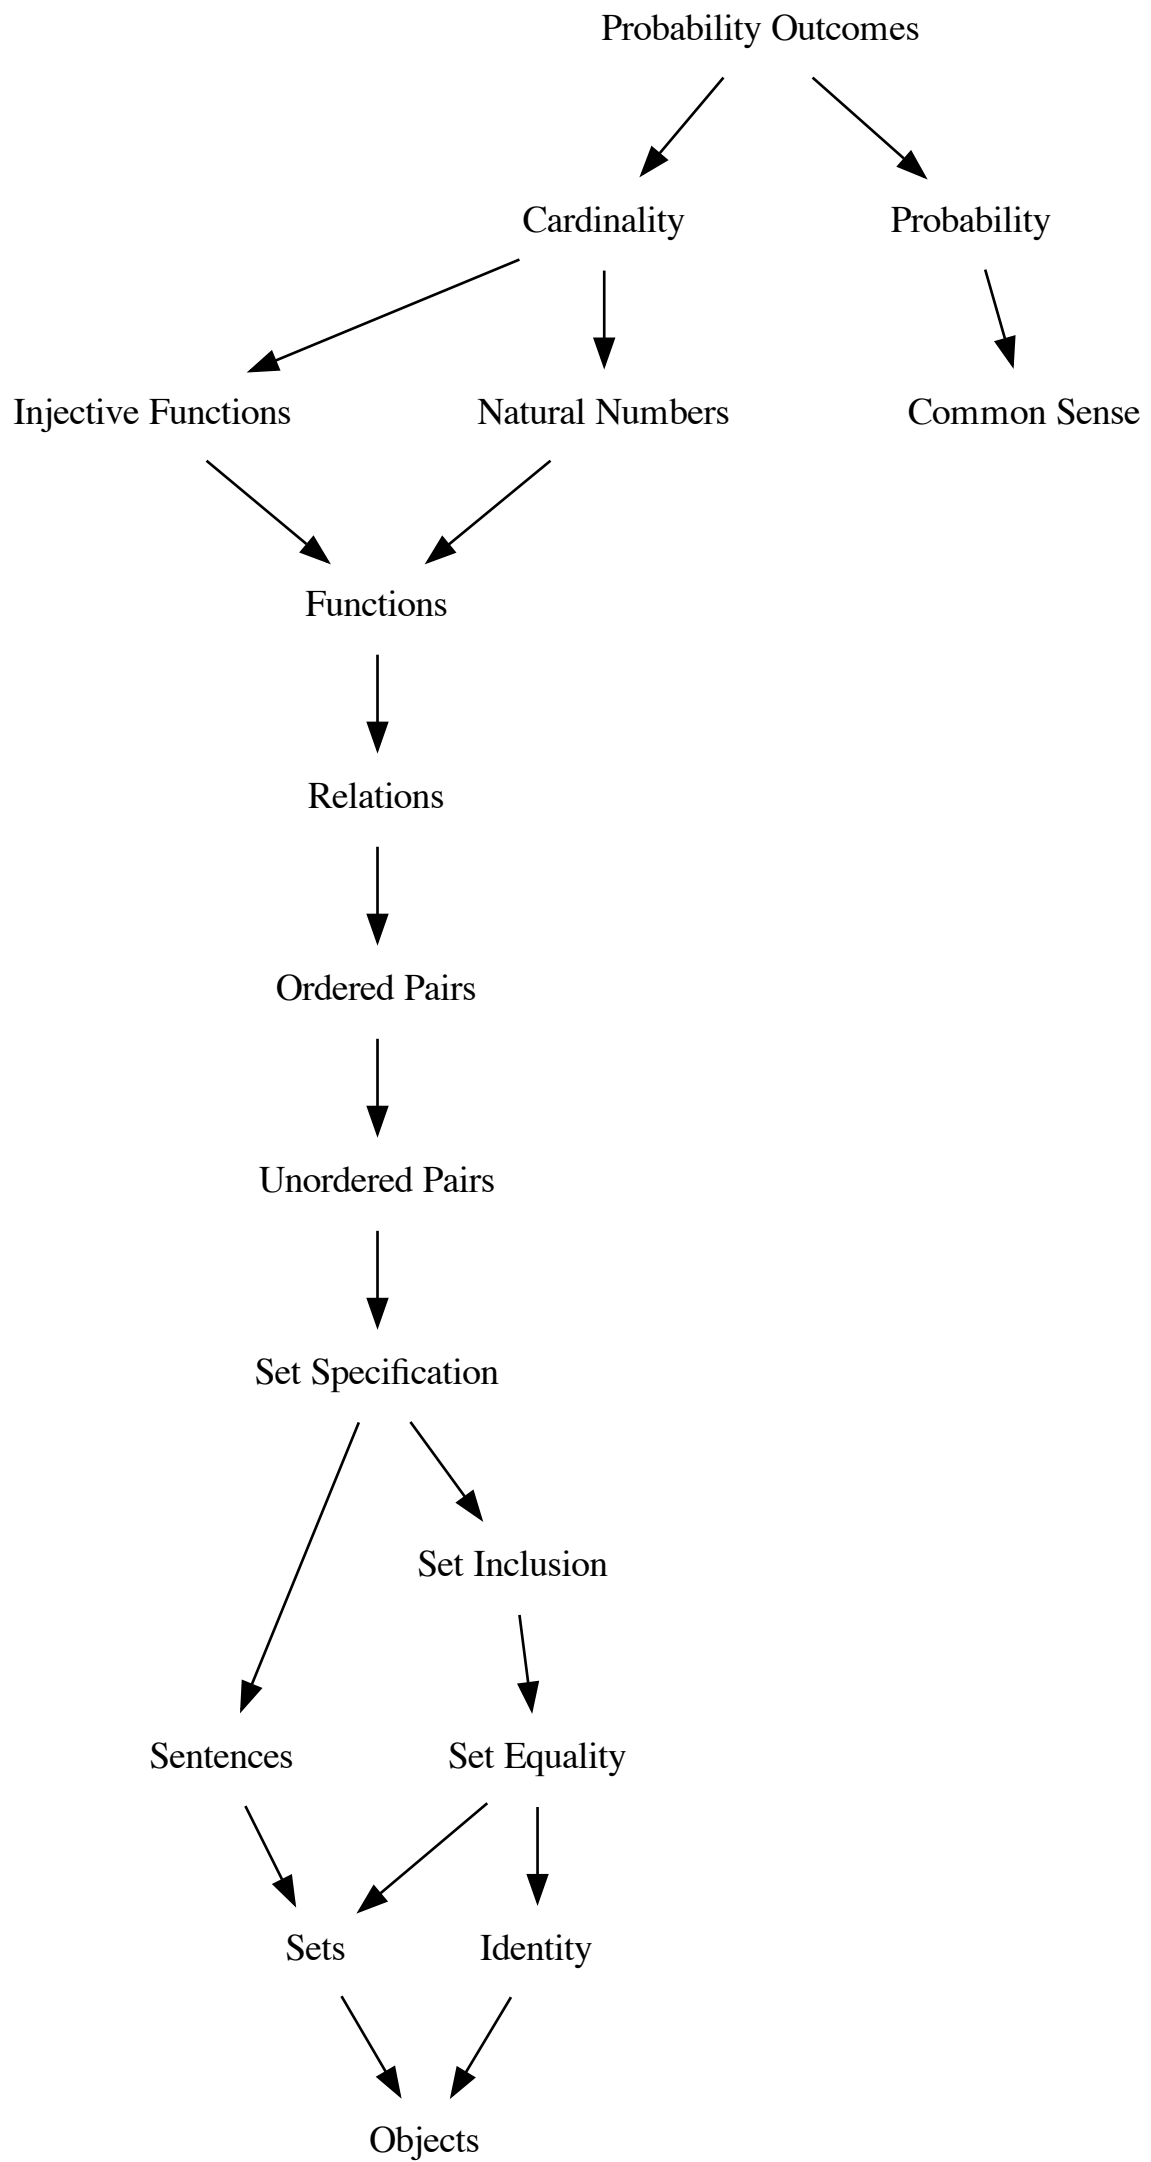 Probability Outcomes
Cardinality
Probability
Injective Functions
Natural Numbers
Common Sense
Functions
Relations
Ordered Pairs
Unordered Pairs
Set Specification
Set Inclusion
Sentences
Set Equality
Sets
Identity
Objects